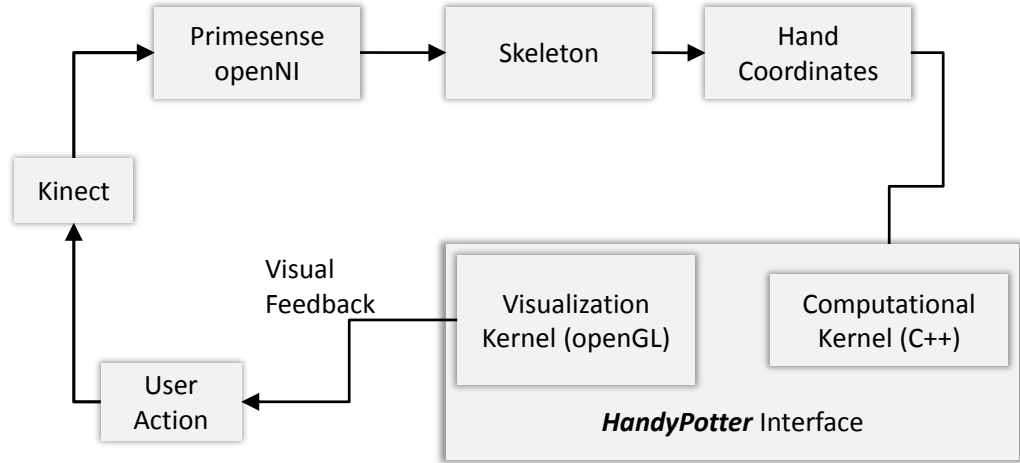 Primesense
openNI
Skeleton
Hand
Coordinates
Kinect
Visual
Feedback
Visualization
Kernel (openGL)
Computational
Kernel (C++)
User
Action
HandyPotter Interface